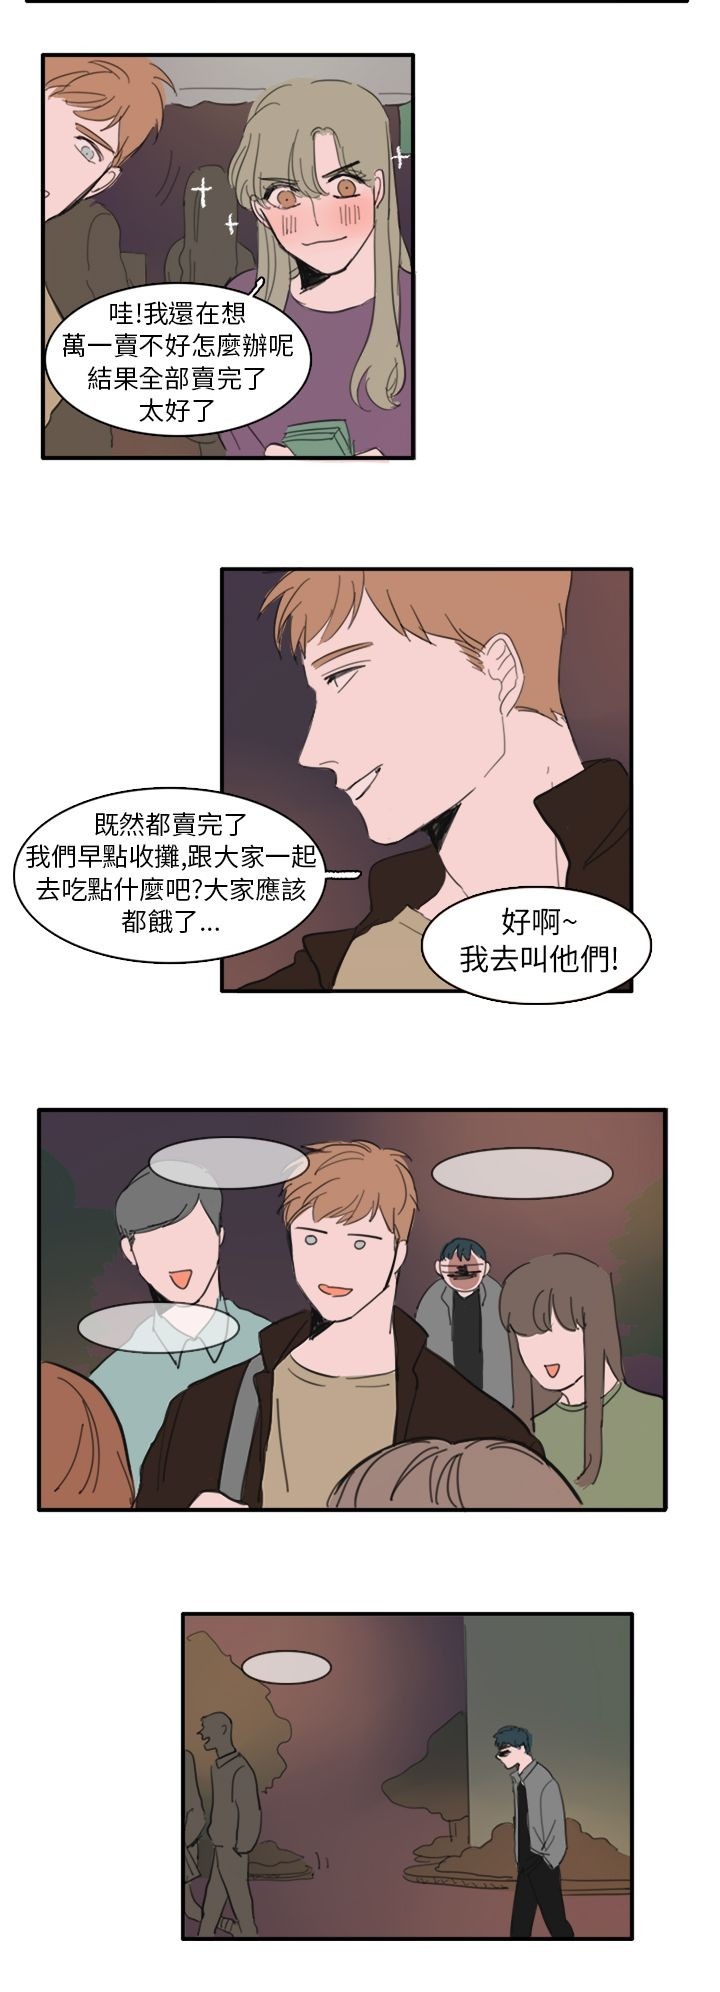 哇!我還在想
萬一賣不好怎麼辦呢
結果全部賣完了
太好了
既然都賣完了
我們早點收攤,跟大家一起
去吃點什麼吧?大家應該
都餓了...
好啊~
我去叫他們!